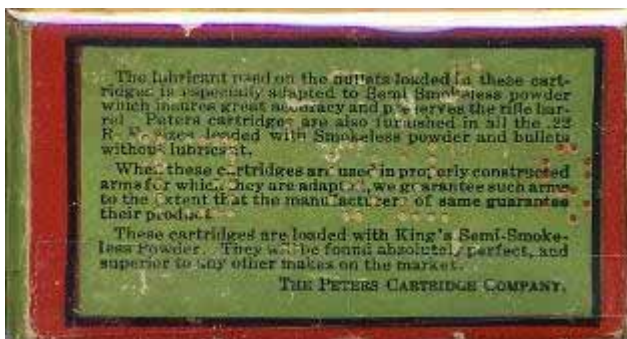 The lubricant used on the bullets loaded in these cart-
ridges is especially adapted to Semi Smokeless powder
which insures great accuracy and preserves the rifle bar-
rel. Peters cartridges are also furnished in all the .22
R. F. sizes loaded with Smokeless powder and bullets
without lubricant.
When these cartridges are used in properly constructed
arms for which they are adapted, we guarantee such arms
to the extent that the manufacturers of same guarantee
their product.
These cartridges are loaded with King's Semi-Smoke-
less Powder. They will be found absolutely perfect, and
superior to any other makes on the market.
THE PETERS CARTRIDGE COMPANY.